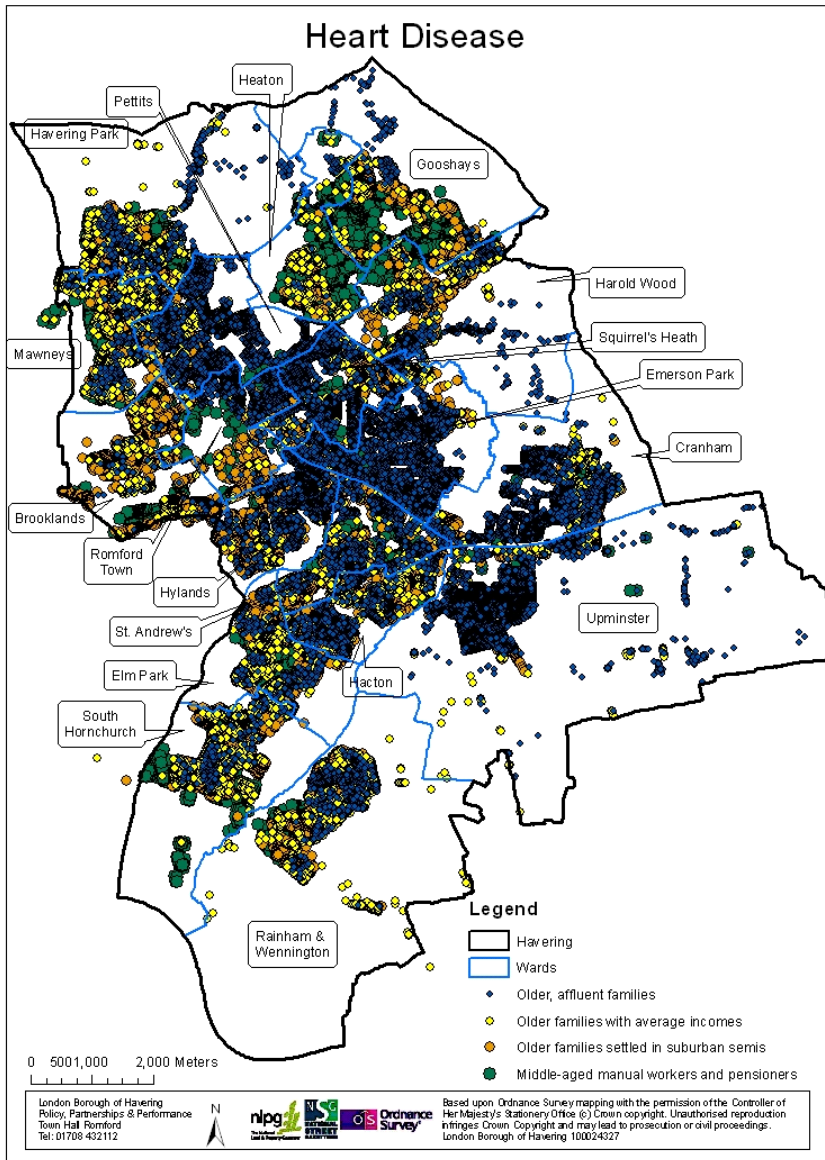 Heart Disease
Heaton
Pettits
Havering Park
Gooshays
Harold Wood
Mawneys
Squirrel's Heath
Emerson Park
Cranham
Brooklands
Romford
Town
Hylands
St. Andrew's
Upminster
Elm Park
Hacton
South
Hornchurch
Rainham &
Wennington
Legend
Havering
Wards
Older, affluent families
Older families with average incomes
Older families settled in suburban semis
Middle-aged manual workers and pensioners
0 5001,000 2,000 Meters
London Borough of Havering
Policy, Partnerships & Performance
Town Hall Romford
Tel: 01708 432112
N
nlpg
NSG
NATIONAL
STREET
OS Ordnance
Survey
Based upon Ordnance Survey mapping with the permission of the Controller of
Her Majesty's Stationery Office (c) Crown copyright. Unauthorised reproduction
infringes Crown Copyright and may lead to prosecution or civil proceedings.
London Borough of Havering 100024327